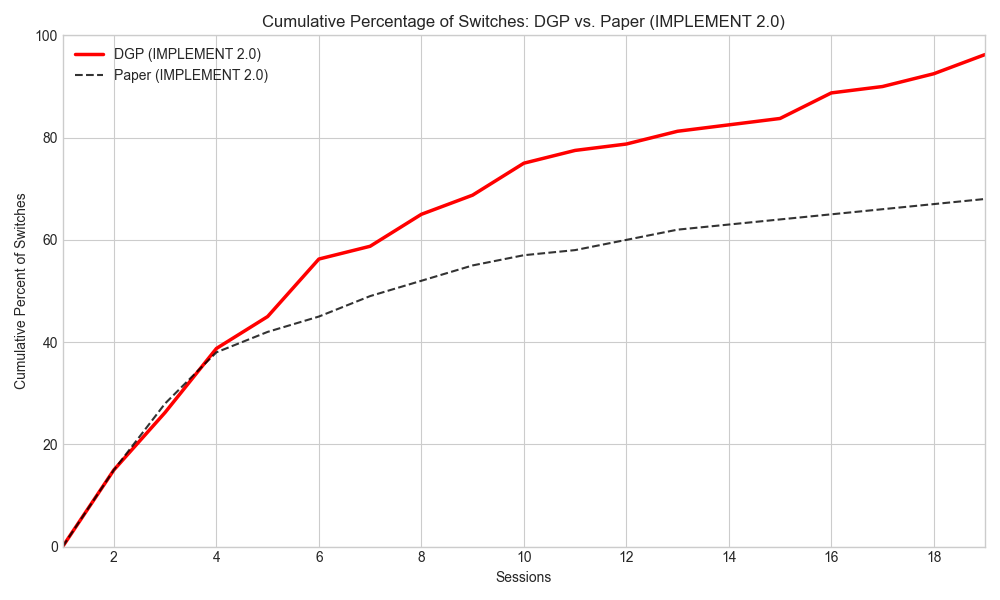 Cumulative Percentage of Switches: DGP vs. Paper (IMPLEMENT 2.0)
DGP (IMPLEMENT 2.0)
Paper (IMPLEMENT 2.0)
Cumulative Percent of Switches
100
80
60
40
20
0
2 4 6 8 10 12 14 16 18
Sessions